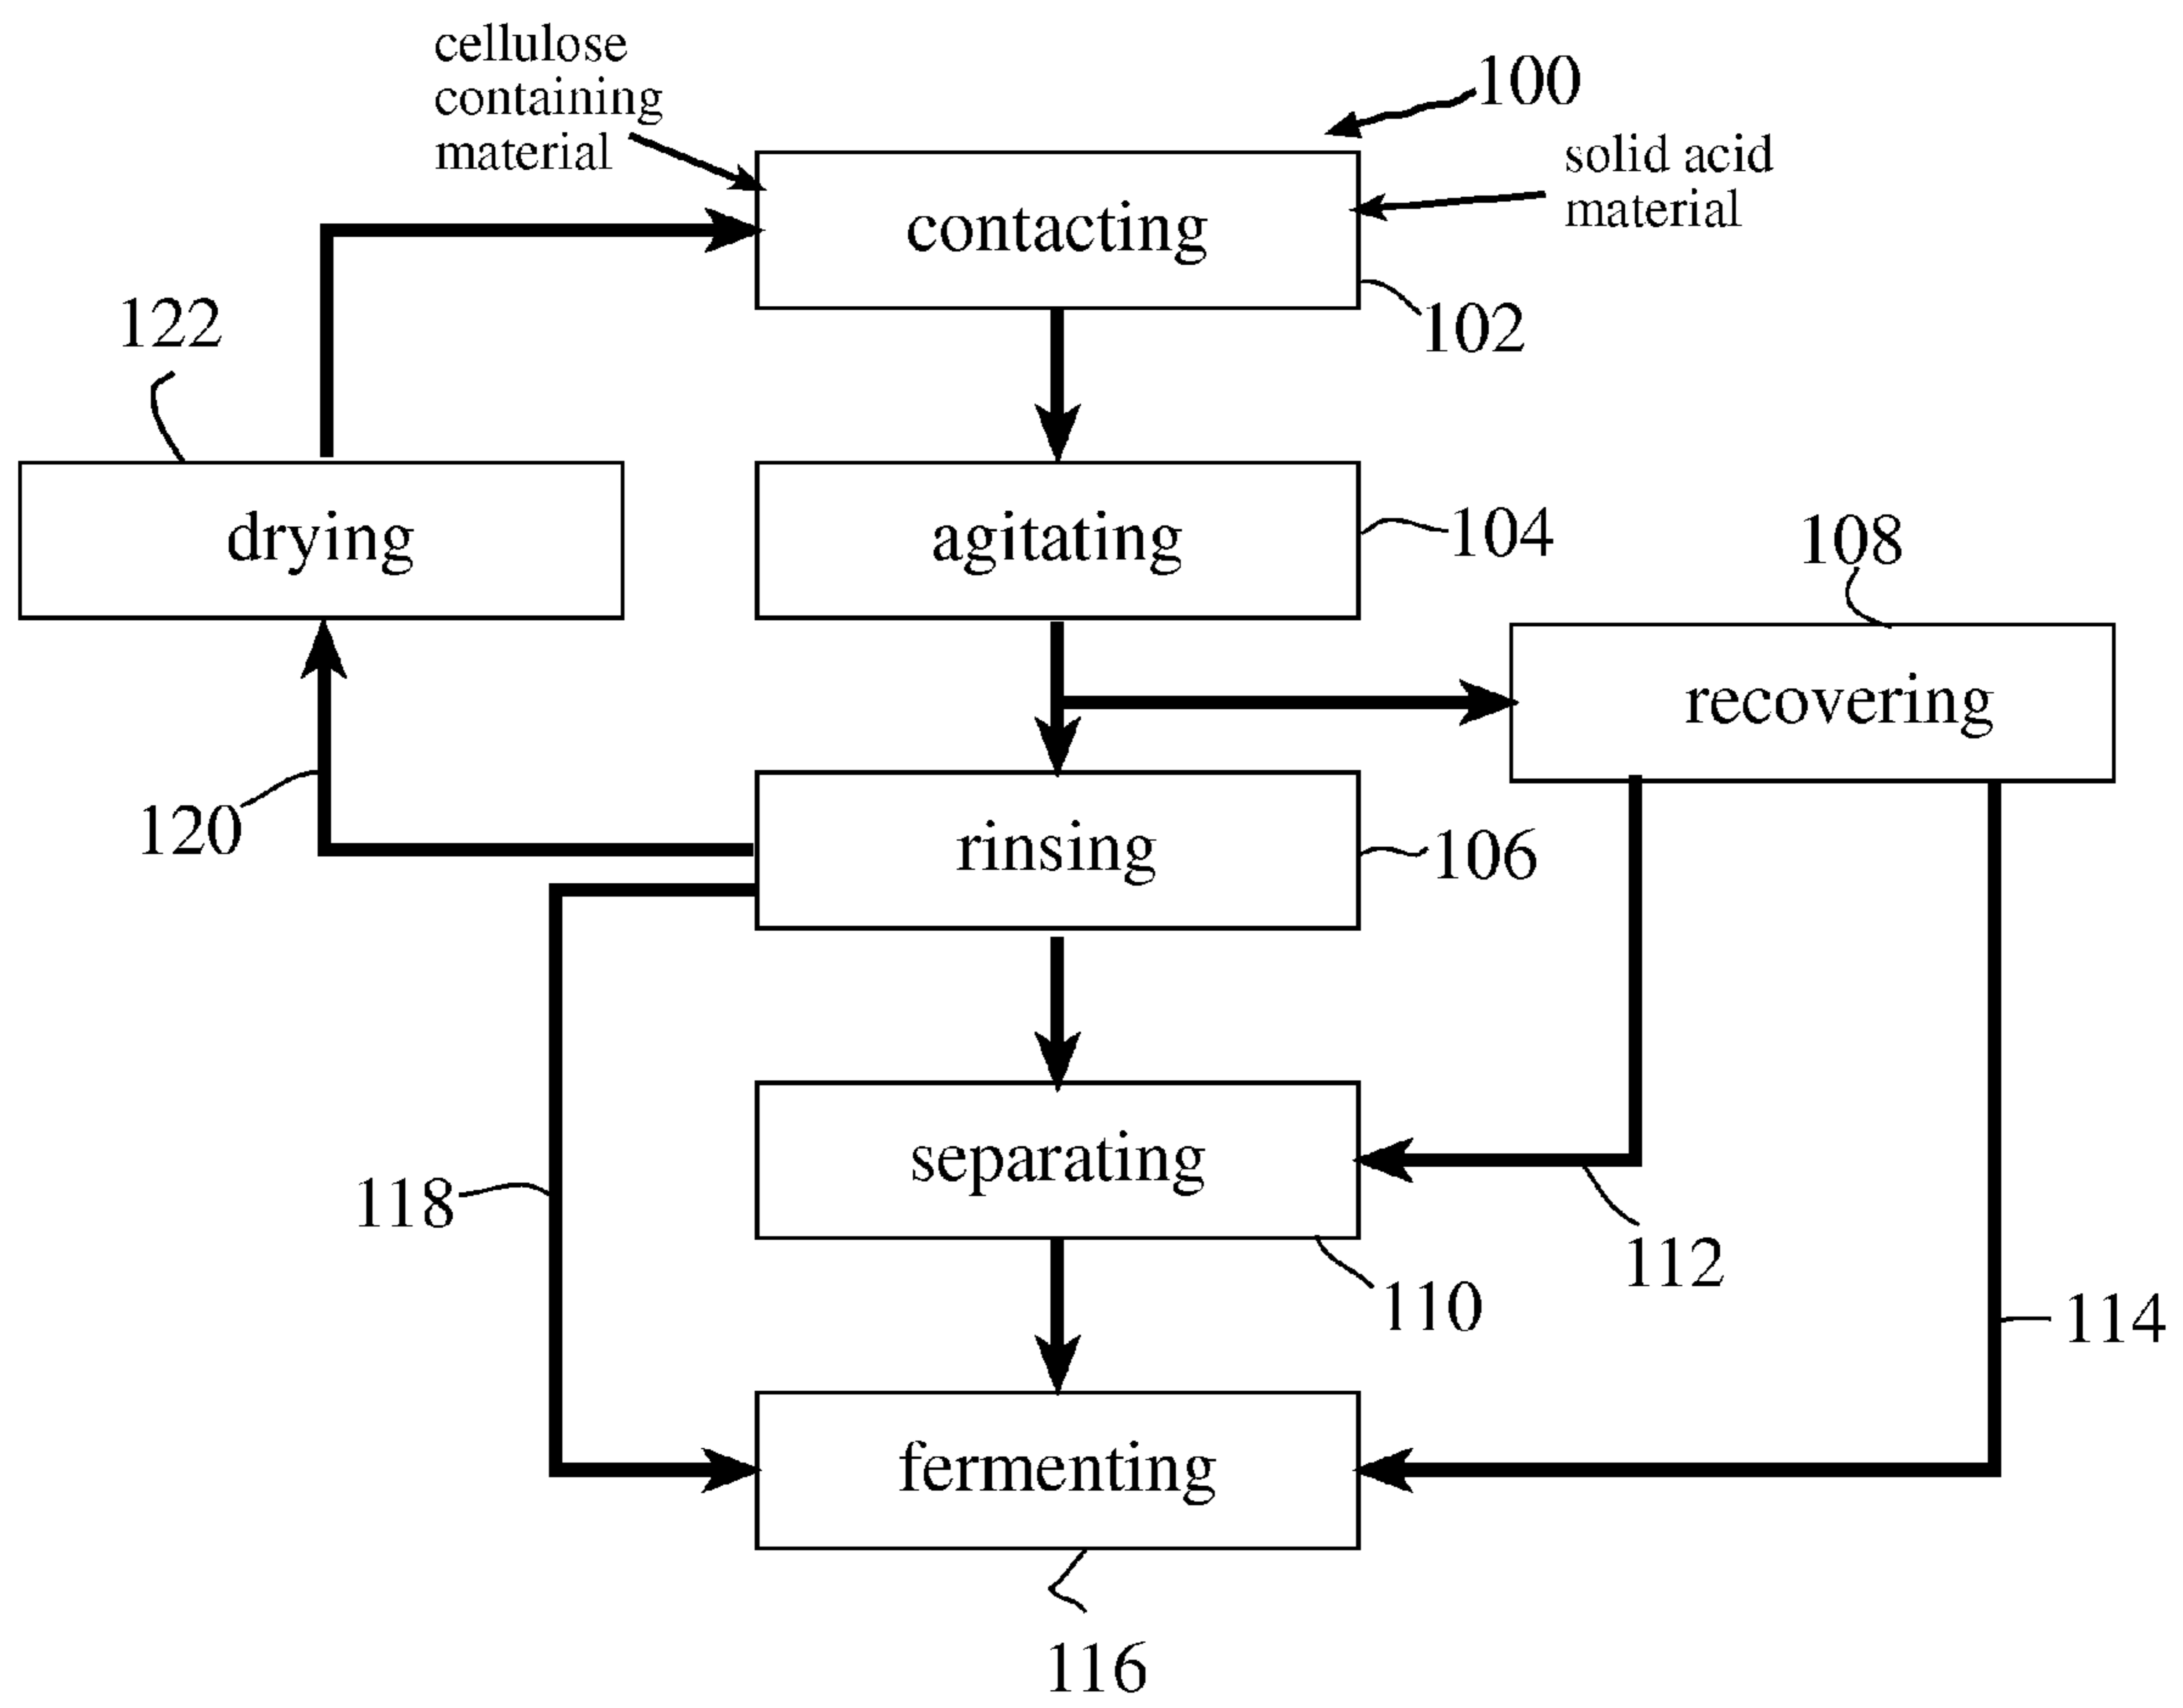 cellulose
containing
material
100
solid acid
material
contacting
102
122
drying
agitating
104
108
recovering
120
rinsing
106
separating
118
112
110
114
fermenting
116